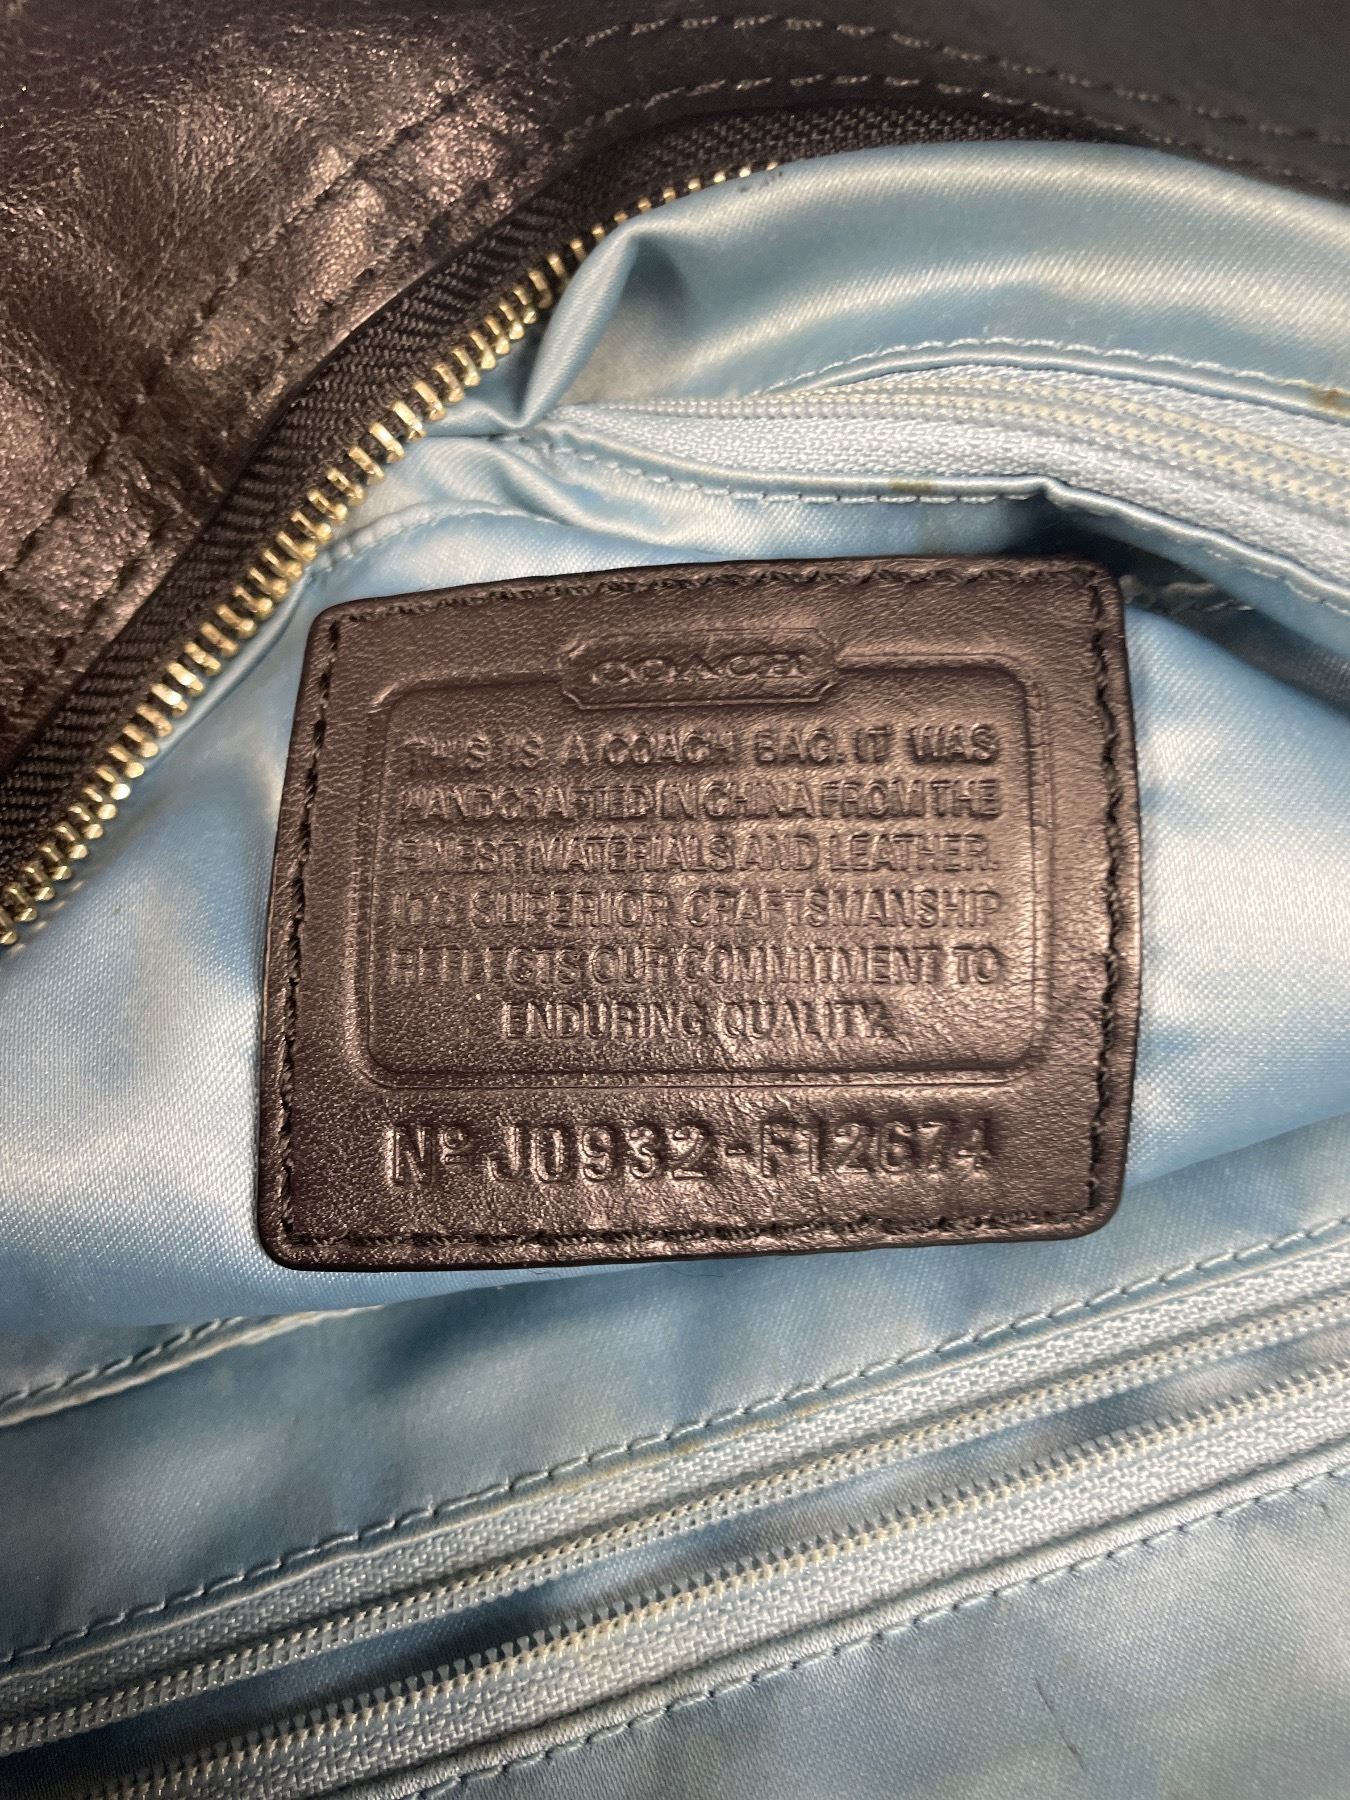 COACH
THIS IS A COACH BAG. IT WAS
HANDCRAFTED IN CHINA FROM THE
FINEST MATERIALS AND LEATHER.
ITS SUPERIOR CRAFTSMANSHIP
REFLECTS OUR COMMITMENT TO
ENDURING QUALITY.
Nº J0932-F12674